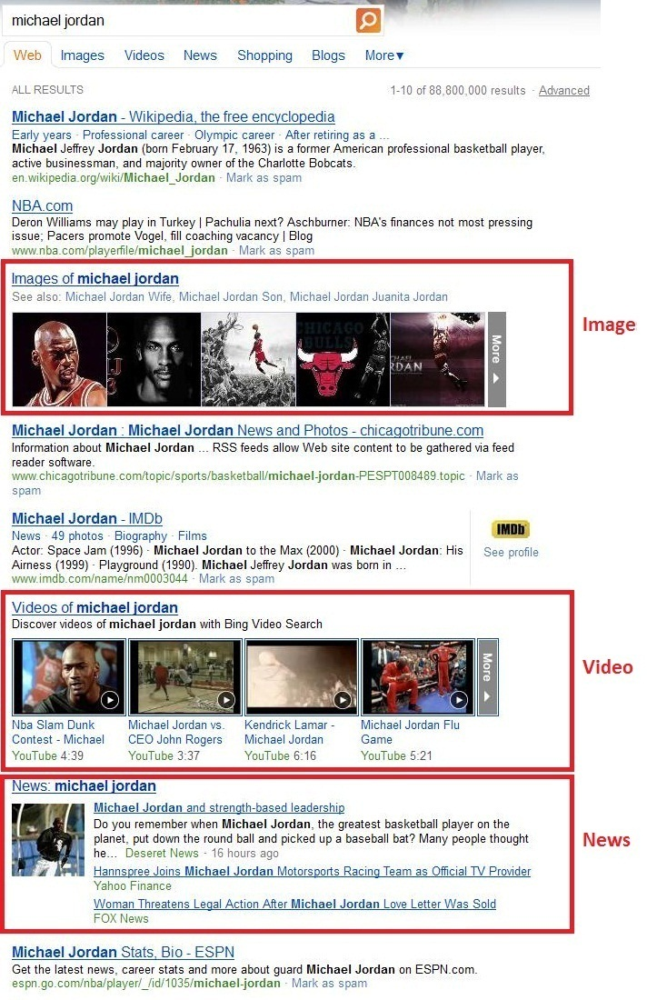 michael jordan
Web Images Videos News Shopping Blogs More▼
ALL RESULTS 1-10 of 88,800,000 results · Advanced
Michael Jordan - Wikipedia, the free encyclopedia
Early years · Professional career · Olympic career · After retiring as a ...
Michael Jeffrey Jordan (born February 17, 1963) is a former American professional basketball player,
active businessman, and majority owner of the Charlotte Bobcats.
en.wikipedia.org/wiki/Michael_Jordan · Mark as spam
NBA.com
Deron Williams may play in Turkey | Pachulia next? Aschburner: NBA's finances not most pressing
issue; Pacers promote Vogel, fill coaching vacancy | Blog
www.nba.com/playerfile/michael_jordan · Mark as spam
Images of michael jordan
See also: Michael Jordan Wife, Michael Jordan Son, Michael Jordan Juanita Jordan
CHICAGO
BULLS
RDAN
More
Image
Michael Jordan : Michael Jordan News and Photos - chicagotribune.com
Information about Michael Jordan ... RSS feeds allow Web site content to be gathered via feed
reader software.
www.chicagotribune.com/topic/sports/basketball/michael-jordan-PESPT008489.topic · Mark as
spam
Michael Jordan - IMDb
News · 49 photos · Biography · Films
Actor: Space Jam (1996) · Michael Jordan to the Max (2000) · Michael Jordan: His
Airness (1999) · Playground (1990). Michael Jeffrey Jordan was born in ...
www.imdb.com/name/nm0003044 · Mark as spam
IMDb
See profile
Videos of michael jordan
Discover videos of michael jordan with Bing Video Search
More
Nba Slam Dunk
Contest - Michael
YouTube 4:39
Michael Jordan vs.
CEO John Rogers
YouTube 3:37
Kendrick Lamar -
Michael Jordan
YouTube 6:16
Michael Jordan Flu
Game
YouTube 5:21
Video
News: michael jordan
Michael Jordan and strength-based leadership
Do you remember when Michael Jordan, the greatest basketball player on the
planet, put down the round ball and picked up a baseball bat? Many people thought
he... Deseret News · 16 hours ago
Hannspree Joins Michael Jordan Motorsports Racing Team as Official TV Provider
Yahoo Finance
Woman Threatens Legal Action After Michael Jordan Love Letter Was Sold
FOX News
News
Michael Jordan Stats, Bio - ESPN
Get the latest news, career stats and more about guard Michael Jordan on ESPN.com.
espn.go.com/nba/player/_/id/1035/michael-jordan · Mark as spam